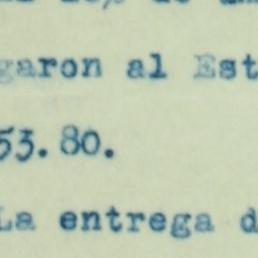 garon al Est
53.80.
La entrega d